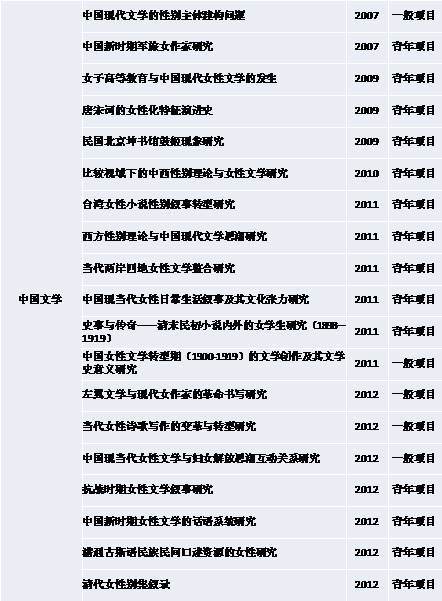 中国现代文学的性别主体建构问题 2007 一般项目
中国新时期军旅女作家研究 2007 青年项目
女子高等教育与中国现代女性文学的发生 2009 青年项目
唐宋词的女性化特征演进史 2009 青年项目
民国北京坤书馆鼓姬现象研究 2009 青年项目
比较视域下的中西性别理论与女性文学研究 2010 青年项目
台湾女性小说性别叙事转型研究 2011 青年项目
西方性别理论与中国现代文学思潮研究 2011 青年项目
当代两岸四地女性文学整合研究 2011 青年项目
中国文学 中国现当代女性日常生活叙事及其文化张力研究 2011 青年项目
史事与传奇——清末民初小说内外的女学生研究（1898—
1919） 2011 青年项目
中国女性文学转型期（1900-1919）的文学创作及其文学
史意义研究 2011 一般项目
左翼文学与现代女作家的革命书写研究 2012 一般项目
当代女性诗歌写作的变革与转型研究 2012 一般项目
中国现当代女性文学与妇女解放思潮互动关系研究 2012 一般项目
抗战时期女性文学叙事研究 2012 青年项目
中国新时期女性文学的话语系统研究 2012 青年项目
满通古斯语民族民间口述资源的女性研究 2012 青年项目
清代女性别集叙录 2012 青年项目